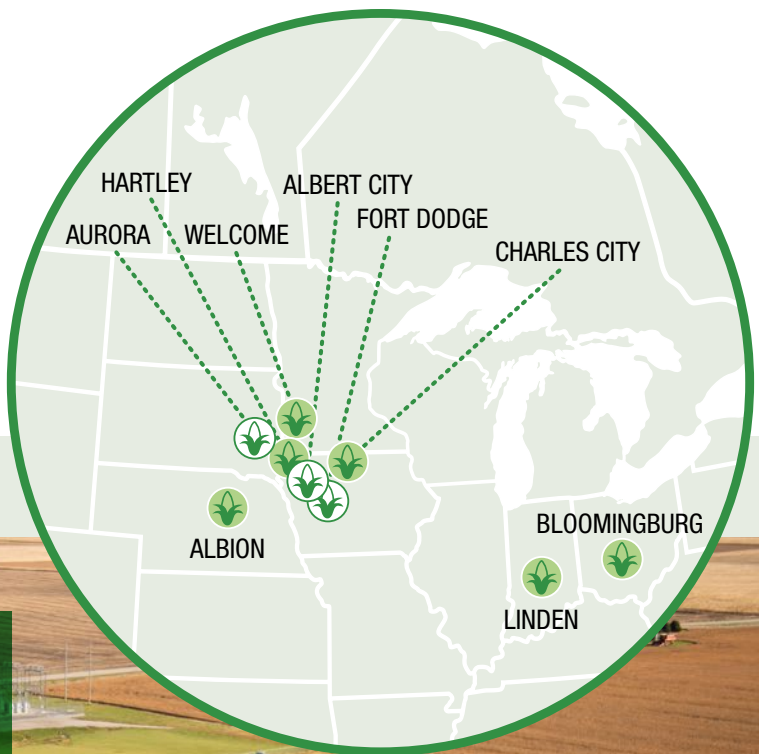 HARTLEY
ALBERT CITY
FORT DODGE
AURORA
WELCOME
CHARLES CITY
ALBION
BLOOMINGBURG
LINDEN